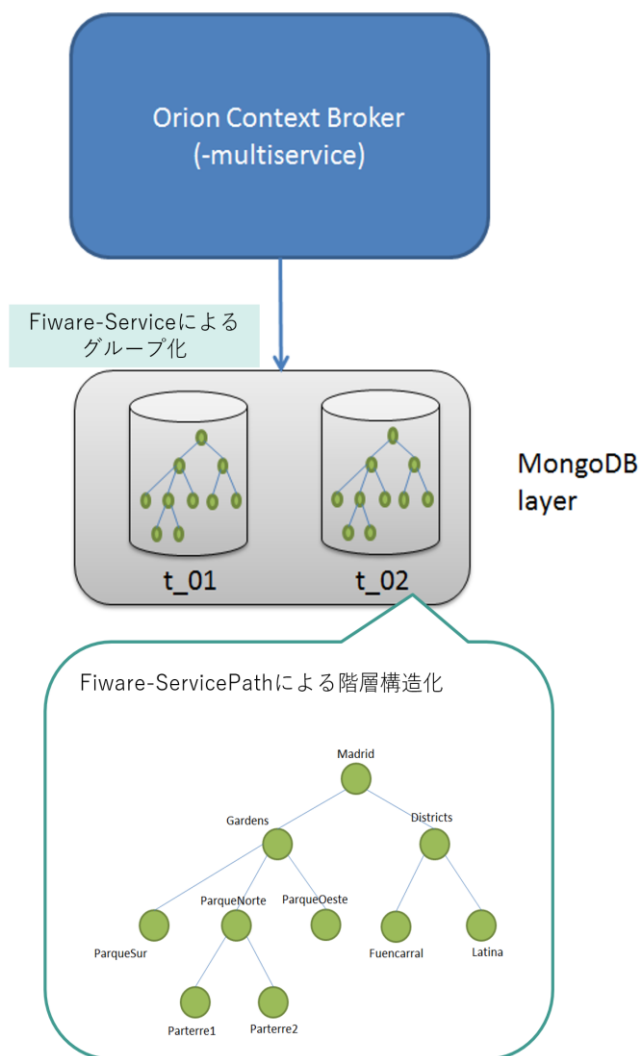 Orion Context Broker
(-multiservice)
Fiware-Serviceによる
グループ化
MongoDB
layer
t_01
t_02
Fiware-ServicePathによる階層構造化
Madrid
Gardens
Districts
ParqueNorte
ParqueOeste
ParqueSur
Fuencarral
Latina
Parterre1
Parterre2